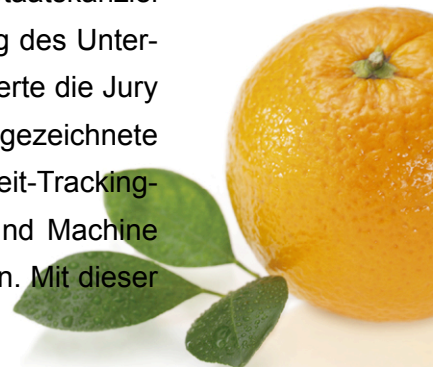 g des Unter-
erte die Jury
gezeichnete
eit-Tracking-
nd Machine
n. Mit dieser